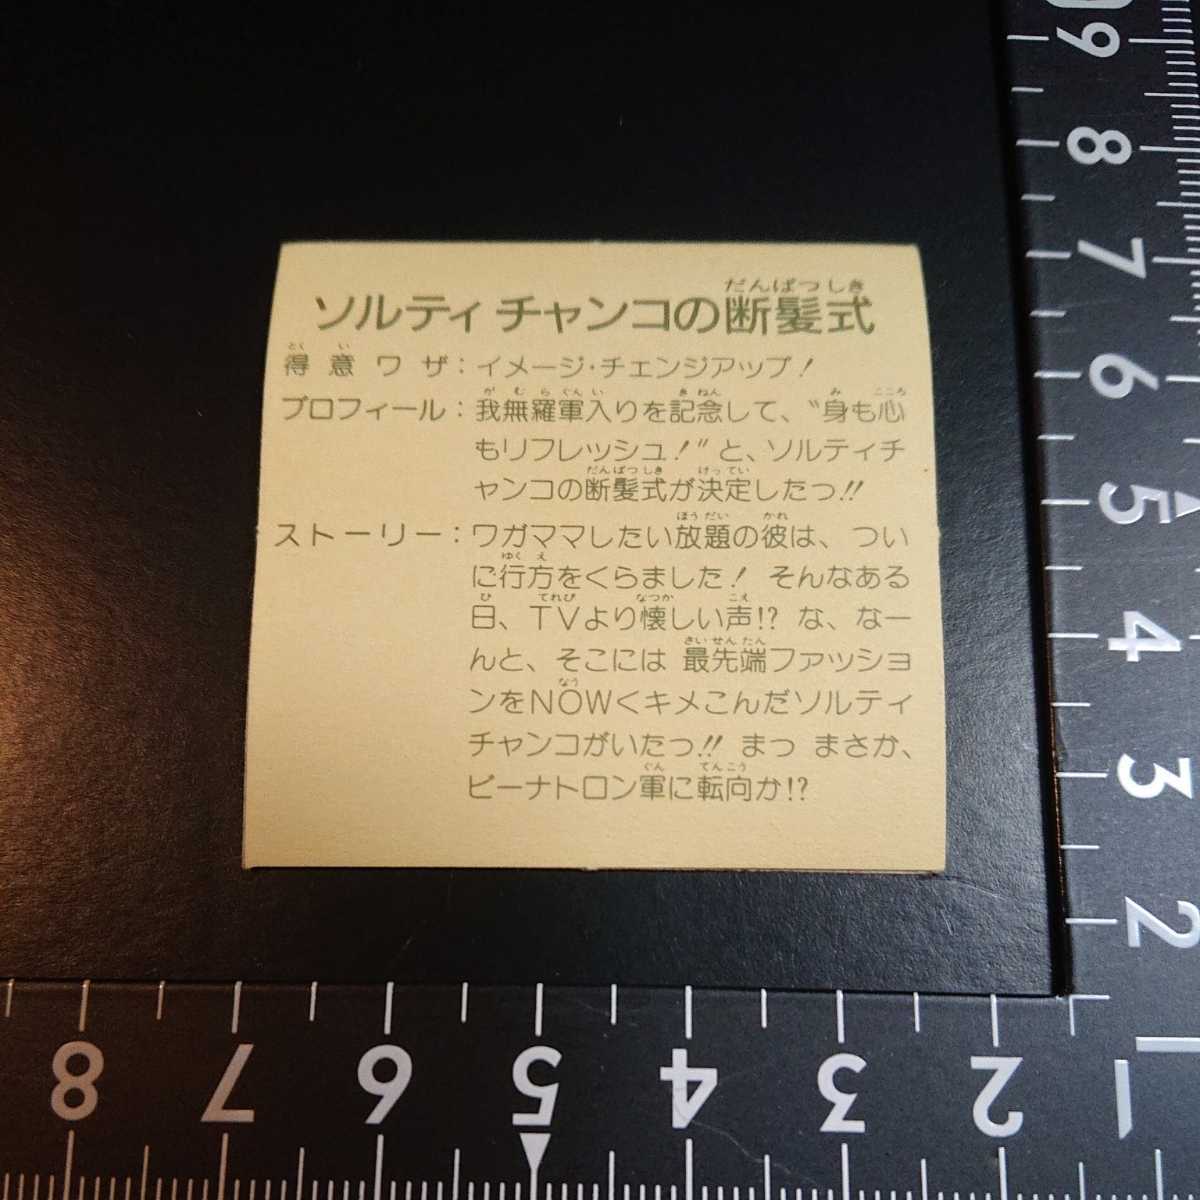 ソルティチャンコの断髪式
得意ワザ：イメージ・チェンジアップ！
プロフィール：我無羅軍入りを記念して、〝身も心
もリフレッシュ！〟と、ソルティチ
ャンコの断髪式が決定したっ!!
ストーリー：ワガママしたい放題の彼は、つい
に行方をくらました！ そんなある
日、TVより懐しい声!? な、なー
んと、そこには 最先端ファッショ
ンをNOWくキメこんだソルティ
チャンコがいたっ!! まっ まさか、
ビーナトロン軍に転向か!?
9
8
7
6
5
4
3
2
1
8 7 6 5 4 3 2